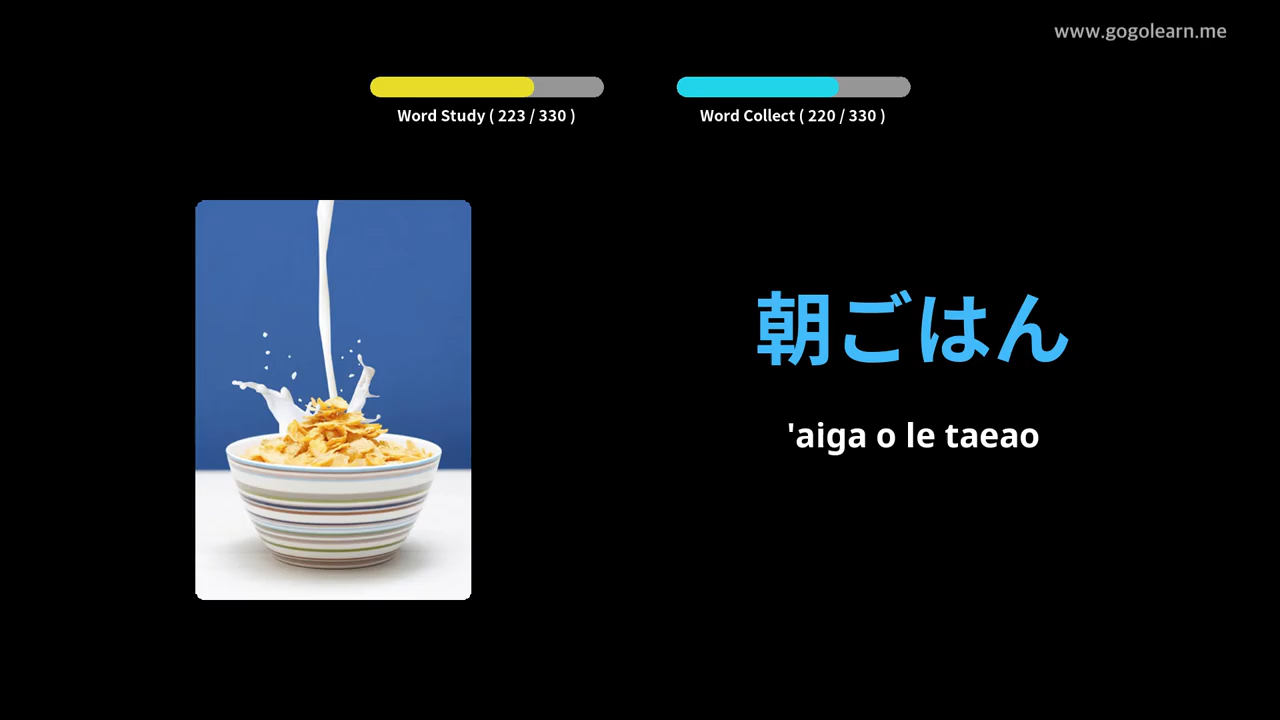 www.gogolearn.me
Word Study ( 223 / 330 )
Word Collect ( 220 / 330 )
朝ごはん
'aiga o le taeao